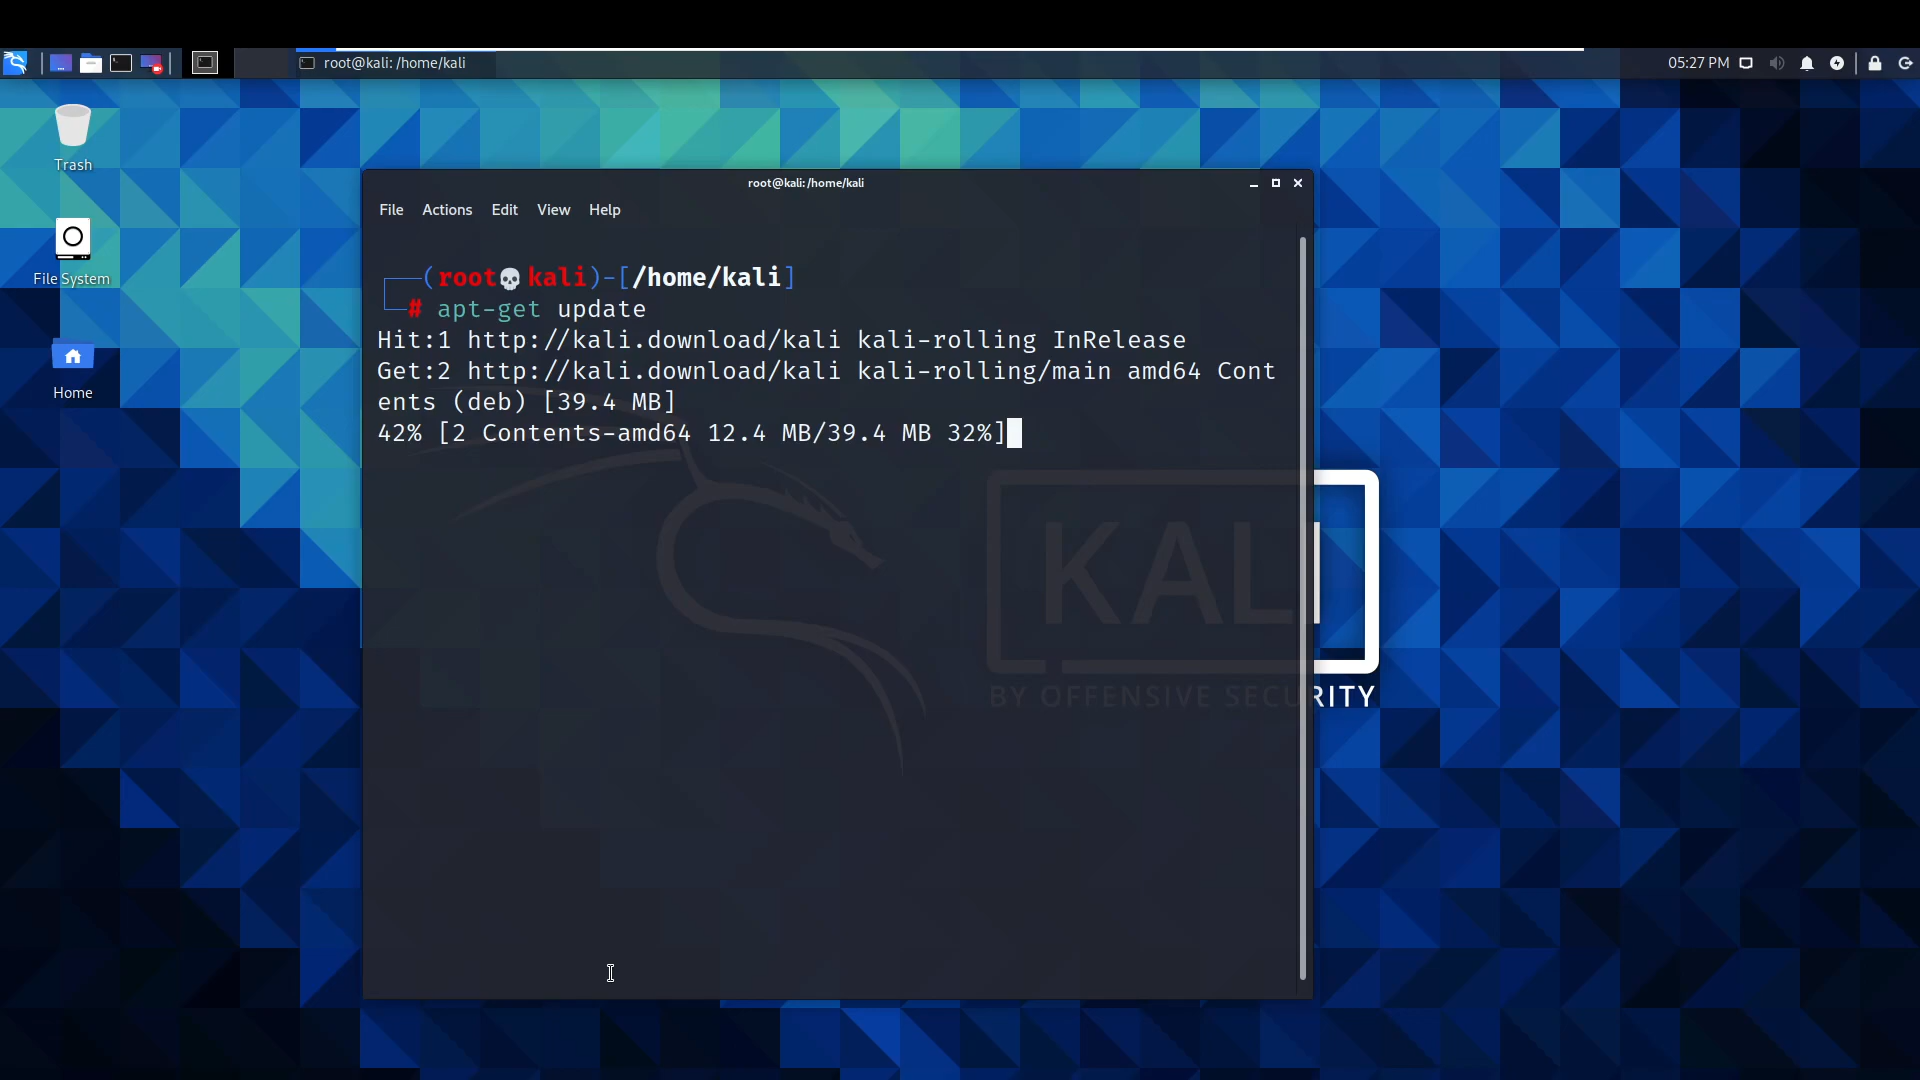 root@kali: /home/kali
05:27 PM
Trash
File System
Home
root@kali: /home/kali
File Actions Edit View Help
┌──(root💀kali)-[/home/kali]
└─# apt-get update
Hit:1 http://kali.download/kali kali-rolling InRelease
Get:2 http://kali.download/kali kali-rolling/main amd64 Cont
ents (deb) [39.4 MB]
42% [2 Contents-amd64 12.4 MB/39.4 MB 32%]
KALI
BY OFFENSIVE SECURITY